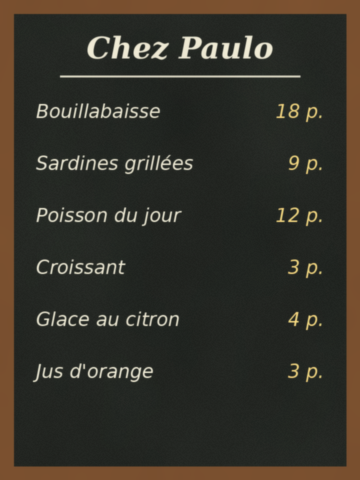 Chez Paulo
Bouillabaisse 18 p.
Sardines grillées 9 p.
Poisson du jour 12 p.
Croissant 3 p.
Glace au citron 4 p.
Jus d'orange 3 p.